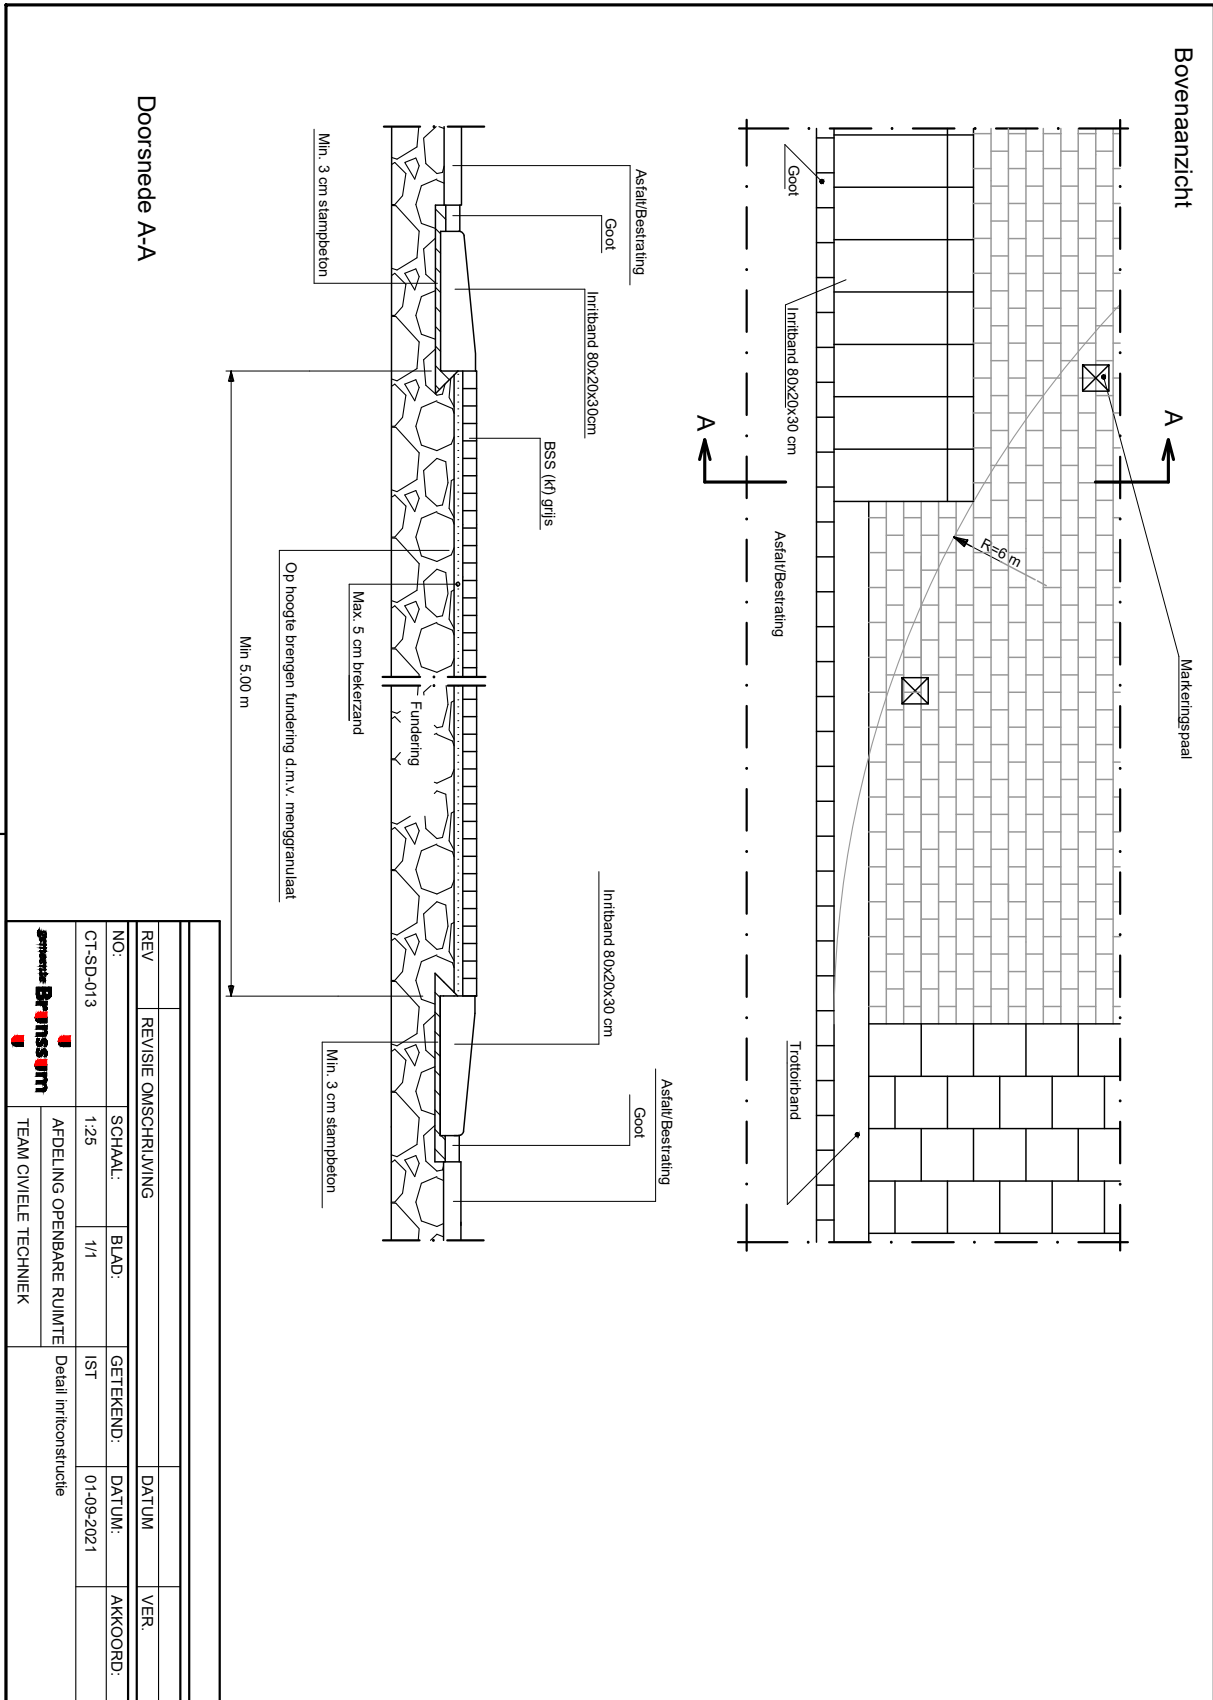 Bovenaanzicht
A
A
Markeringspaal
Goot
Inritband 80x20x30 cm
R=6 m
Asfalt/Bestrating
Trottoirband
Asfalt/Bestrating
Goot
Inritband 80x20x30cm
BSS (kf) grijs
Inritband 80x20x30 cm
Asfalt/Bestrating
Goot
Fundering
Min. 3 cm stampbeton
Max. 5 cm brekerzand
Op hoogte brengen fundering d.m.v. menggranulaat
Min. 3 cm stampbeton
Min 5.00 m
Doorsnede A-A
REV REVISIE OMSCHRIJVING DATUM VER.
NO: SCHAAL: BLAD: GETEKEND: DATUM: AKKOORD:
CT-SD-013 1:25 1/1 IST 01-09-2021
gemeente Brunssum
AFDELING OPENBARE RUIMTE
TEAM CIVIELE TECHNIEK
Detail inritconstructie